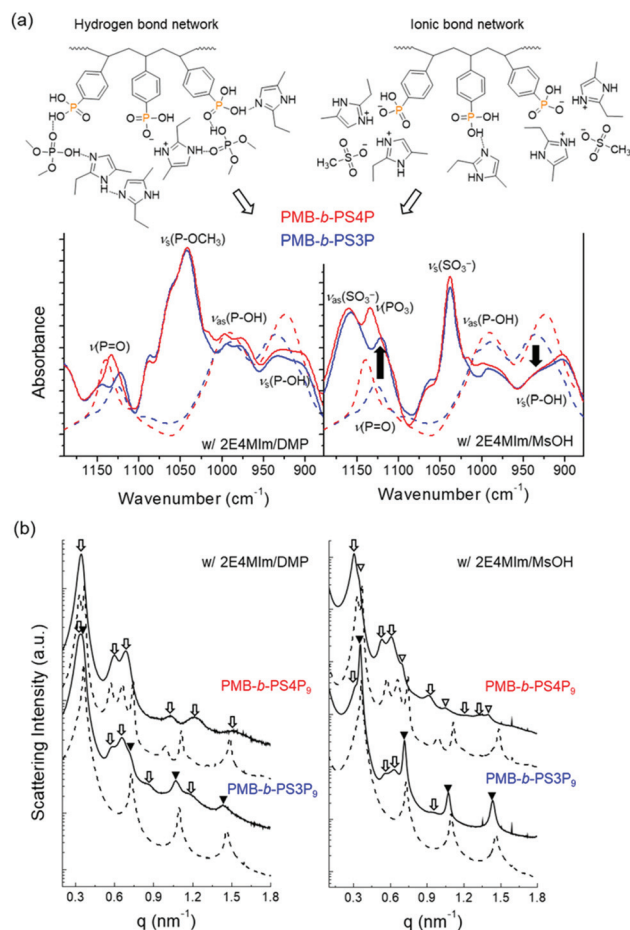 (a)
Hydrogen bond network
Ionic bond network
PMB-b-PS4P
PMB-b-PS3P
νs(P-OCH3)
ν(P=O)
νas(P-OH)
νs(P-OH)
w/ 2E4MIm/DMP
νas(SO3−)
ν(PO3)
νs(SO3−)
νas(P-OH)
ν(P=O)
νs(P-OH)
w/ 2E4MIm/MsOH
Absorbance
1150 1100 1050 1000 950 900
1150 1100 1050 1000 950 900
Wavenumber (cm-1)
Wavenumber (cm-1)
(b)
w/ 2E4MIm/DMP
w/ 2E4MIm/MsOH
PMB-b-PS4P9
PMB-b-PS4P9
PMB-b-PS3P9
PMB-b-PS3P9
Scattering Intensity (a.u.)
0.3 0.6 0.9 1.2 1.5 1.8
0.3 0.6 0.9 1.2 1.5 1.8
q (nm-1)
q (nm-1)